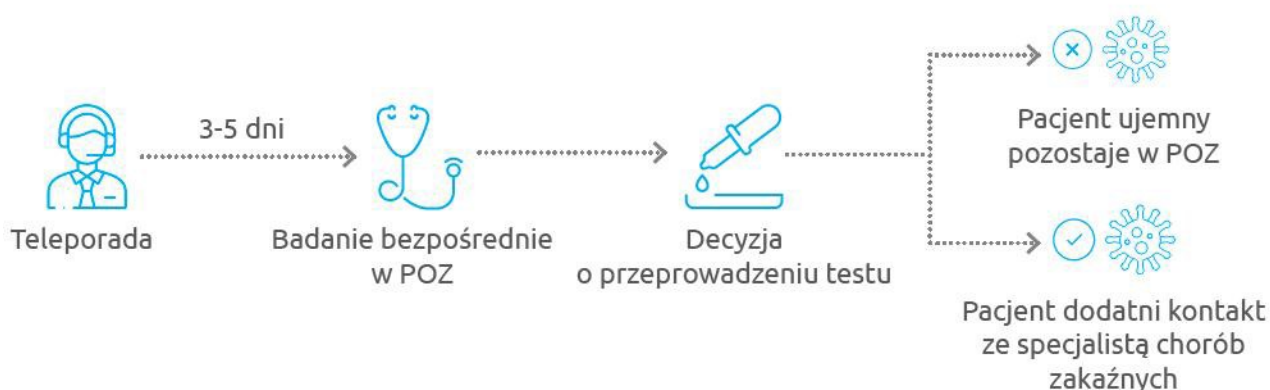 Teleporada
3-5 dni
Badanie bezpośrednie
w POZ
Decyzja
o przeprowadzeniu testu
Pacjent ujemny
pozostaje w POZ
Pacjent dodatni kontakt
ze specjalistą chorób
zakaźnych